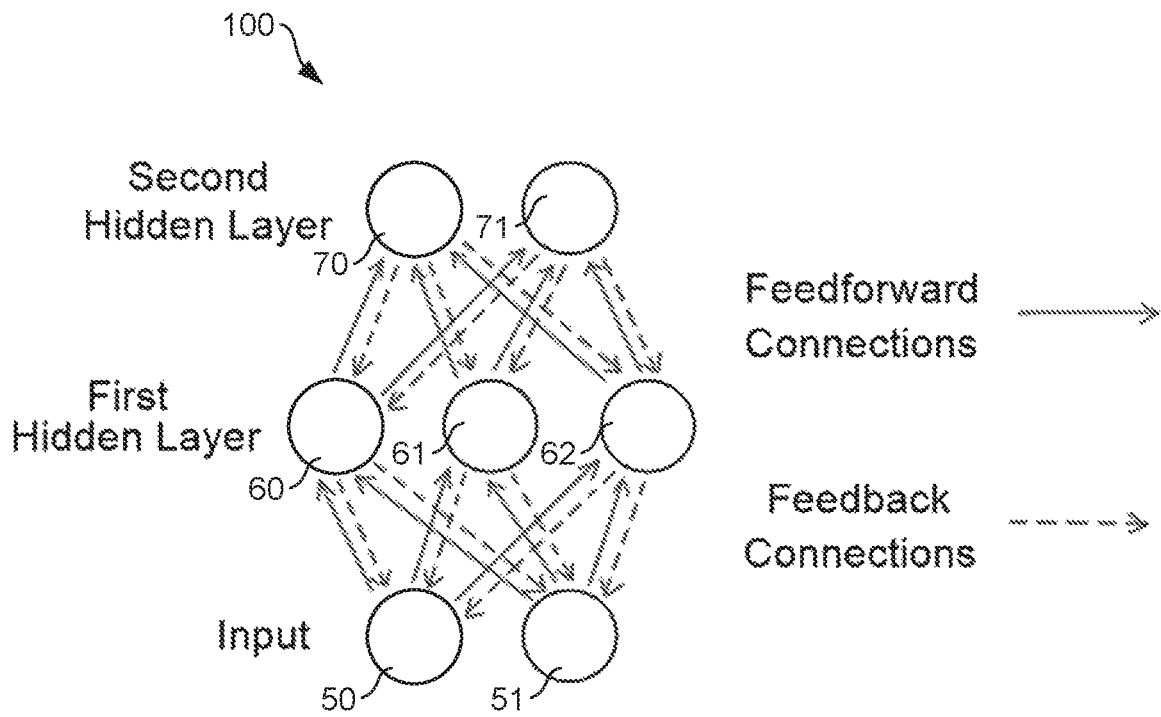 100
Second
Hidden Layer
70
71
Feedforward
Connections
First
Hidden Layer
60
61
62
Feedback
Connections
Input
50
51